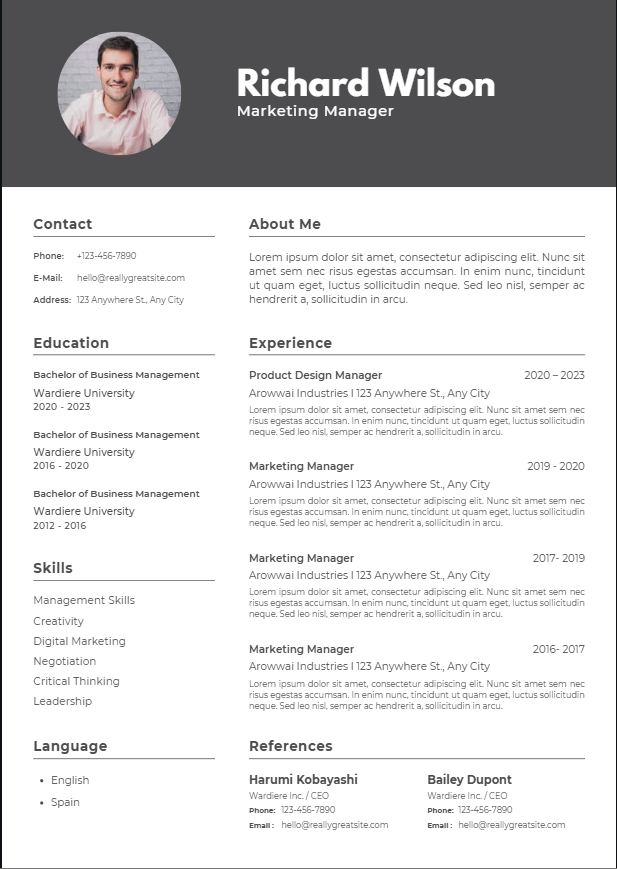 Richard Wilson
Marketing Manager
Contact
Phone: +123-456-7890
E-Mail: hello@reallygreatsite.com
Address: 123 Anywhere St., Any City
Education
Bachelor of Business Management
Wardiere University
2020 - 2023
Bachelor of Business Management
Wardiere University
2016 - 2020
Bachelor of Business Management
Wardiere University
2012 - 2016
Skills
Management Skills
Creativity
Digital Marketing
Negotiation
Critical Thinking
Leadership
Language
• English
• Spain
About Me
Lorem ipsum dolor sit amet, consectetur adipiscing elit. Nunc sit
amet sem nec risus egestas accumsan. In enim nunc, tincidunt
ut quam eget, luctus sollicitudin neque. Sed leo nisl, semper ac
hendrerit a, sollicitudin in arcu.
Experience
Product Design Manager 2020 – 2023
Arowwai Industries I 123 Anywhere St., Any City
Lorem ipsum dolor sit amet, consectetur adipiscing elit. Nunc sit amet sem nec
risus egestas accumsan. In enim nunc, tincidunt ut quam eget, luctus sollicitudin
neque. Sed leo nisl, semper ac hendrerit a, sollicitudin in arcu.
Marketing Manager 2019 - 2020
Arowwai Industries I 123 Anywhere St., Any City
Lorem ipsum dolor sit amet, consectetur adipiscing elit. Nunc sit amet sem nec
risus egestas accumsan. In enim nunc, tincidunt ut quam eget, luctus sollicitudin
neque. Sed leo nisl, semper ac hendrerit a, sollicitudin in arcu.
Marketing Manager 2017- 2019
Arowwai Industries I 123 Anywhere St., Any City
Lorem ipsum dolor sit amet, consectetur adipiscing elit. Nunc sit amet sem nec
risus egestas accumsan. In enim nunc, tincidunt ut quam eget, luctus sollicitudin
neque. Sed leo nisl, semper ac hendrerit a, sollicitudin in arcu.
Marketing Manager 2016- 2017
Arowwai Industries I 123 Anywhere St., Any City
Lorem ipsum dolor sit amet, consectetur adipiscing elit. Nunc sit amet sem nec
risus egestas accumsan. In enim nunc, tincidunt ut quam eget, luctus sollicitudin
neque. Sed leo nisl, semper ac hendrerit a, sollicitudin in arcu.
References
Harumi Kobayashi
Wardiere Inc. / CEO
Phone: 123-456-7890
Email : hello@reallygreatsite.com
Bailey Dupont
Wardiere Inc. / CEO
Phone: 123-456-7890
Email : hello@reallygreatsite.com